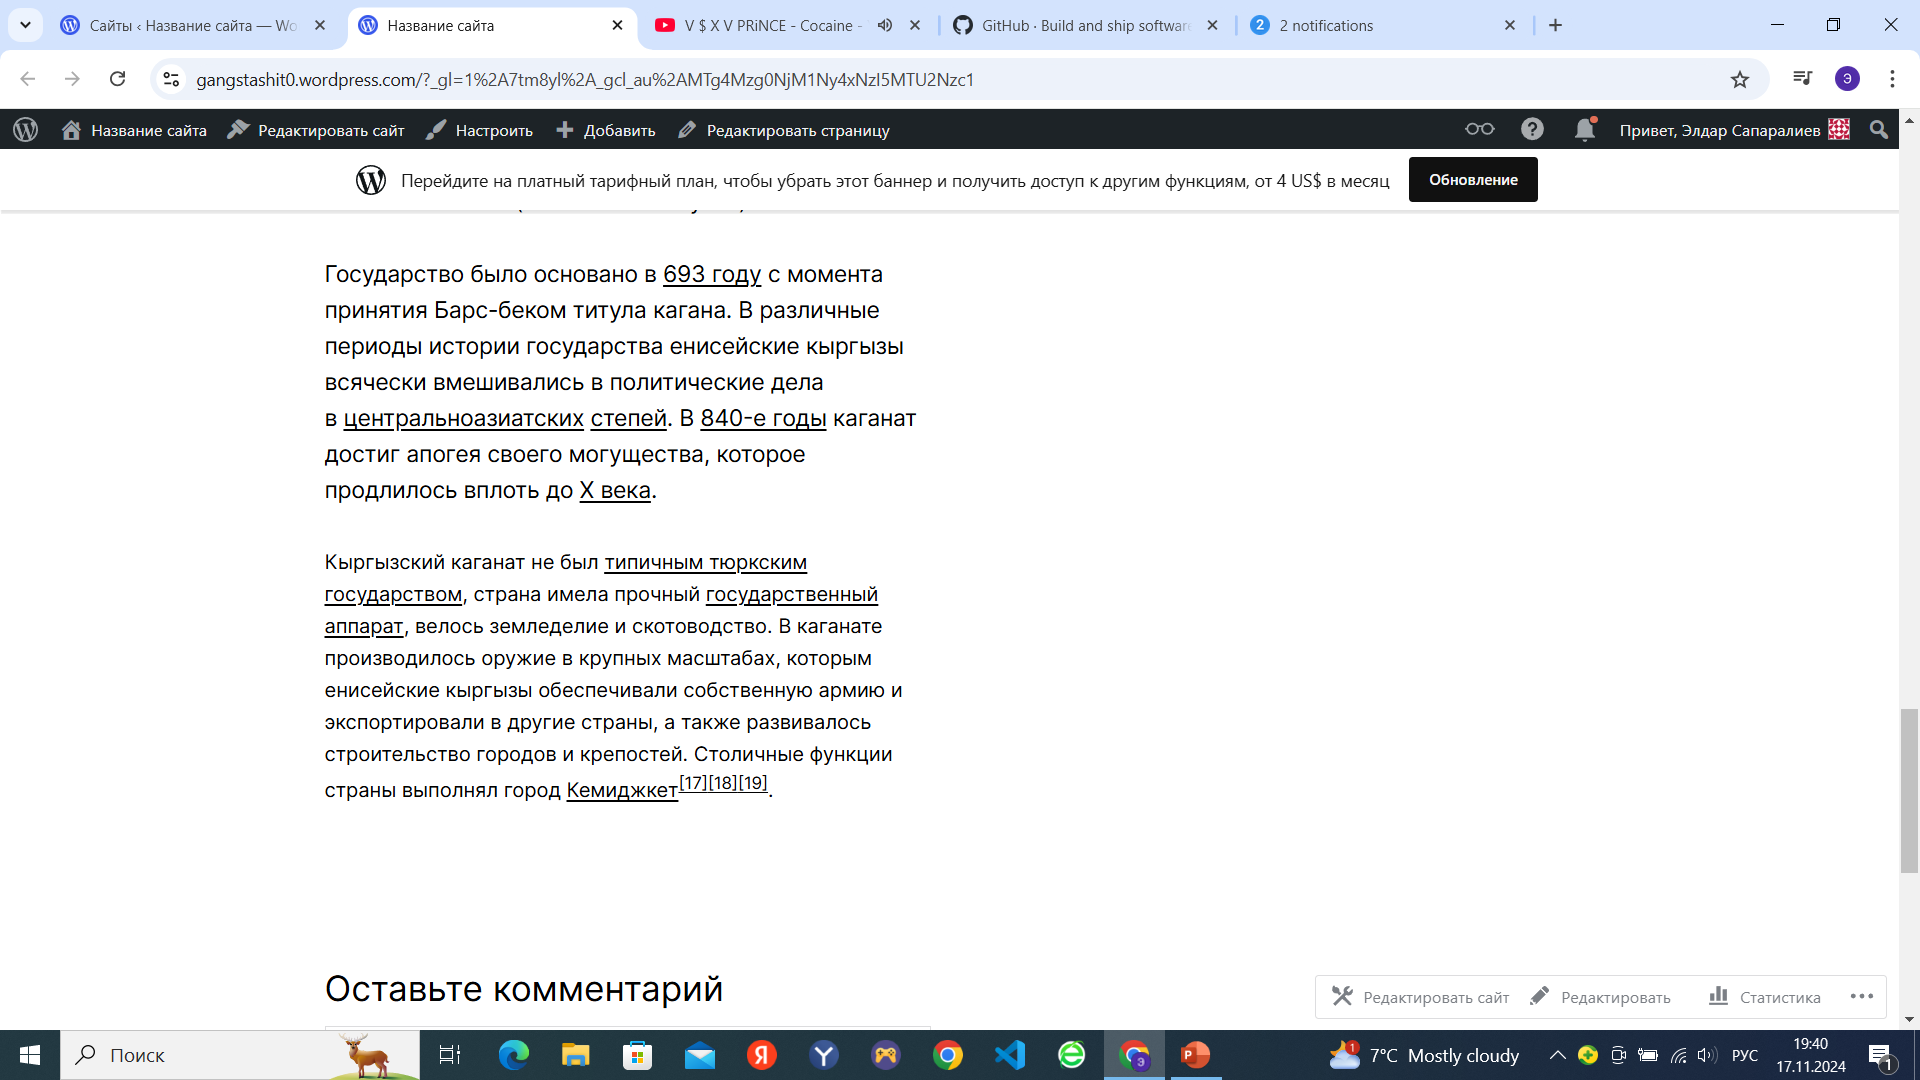 Сайты ‹ Название сайта — Wo
Название сайта
V $ X V PRiNCE - Cocaine -
GitHub · Build and ship software
2 notifications
gangstashit0.wordpress.com/?_gl=1%2A7tm8yl%2A_gcl_au%2AMTg4Mzg0NjM1Ny4xNzI5MTU2Nzc1
Э
Название сайта
Редактировать сайт
Настроить
Добавить
Редактировать страницу
Привет, Элдар Сапаралиев
Перейдите на платный тарифный план, чтобы убрать этот баннер и получить доступ к другим функциям, от 4 US$ в месяц
Обновление
Государство было основано в 693 году с момента
принятия Барс-беком титула кагана. В различные
периоды истории государства енисейские кыргызы
всячески вмешивались в политические дела
в центральноазиатских степей. В 840-е годы каганат
достиг апогея своего могущества, которое
продлилось вплоть до X века.
Кыргызский каганат не был типичным тюркским
государством, страна имела прочный государственный
аппарат, велось земледелие и скотоводство. В каганате
производилось оружие в крупных масштабах, которым
енисейские кыргызы обеспечивали собственную армию и
экспортировали в другие страны, а также развивалось
строительство городов и крепостей. Столичные функции
страны выполнял город Кемиджкет[17][18][19].
Оставьте комментарий
Редактировать сайт
Редактировать
Статистика
Поиск
7°C Mostly cloudy
РУС
19:40
17.11.2024
1